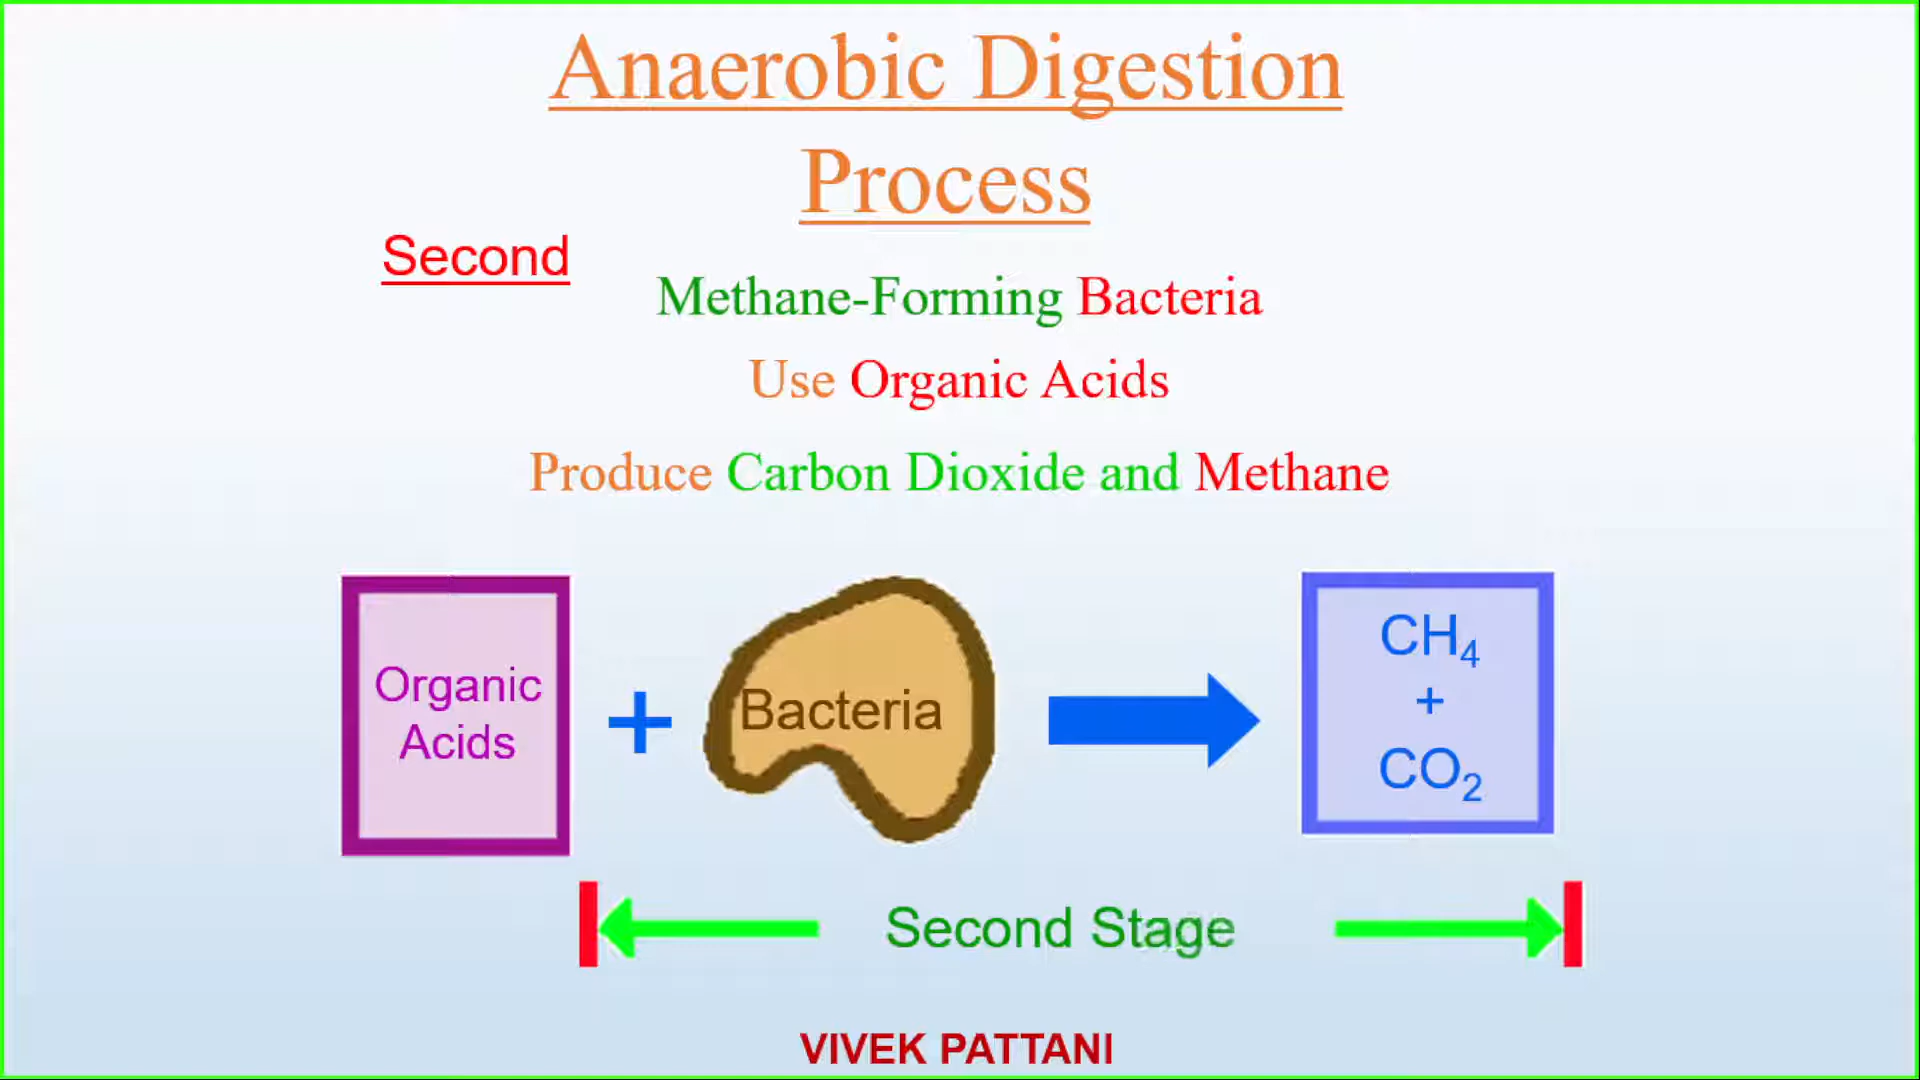 Anaerobic Digestion
Process
Second
Methane-Forming Bacteria
Use Organic Acids
Produce Carbon Dioxide and Methane
Organic
Acids
+
Bacteria
CH₄
+
CO₂
Second Stage
VIVEK PATTANI